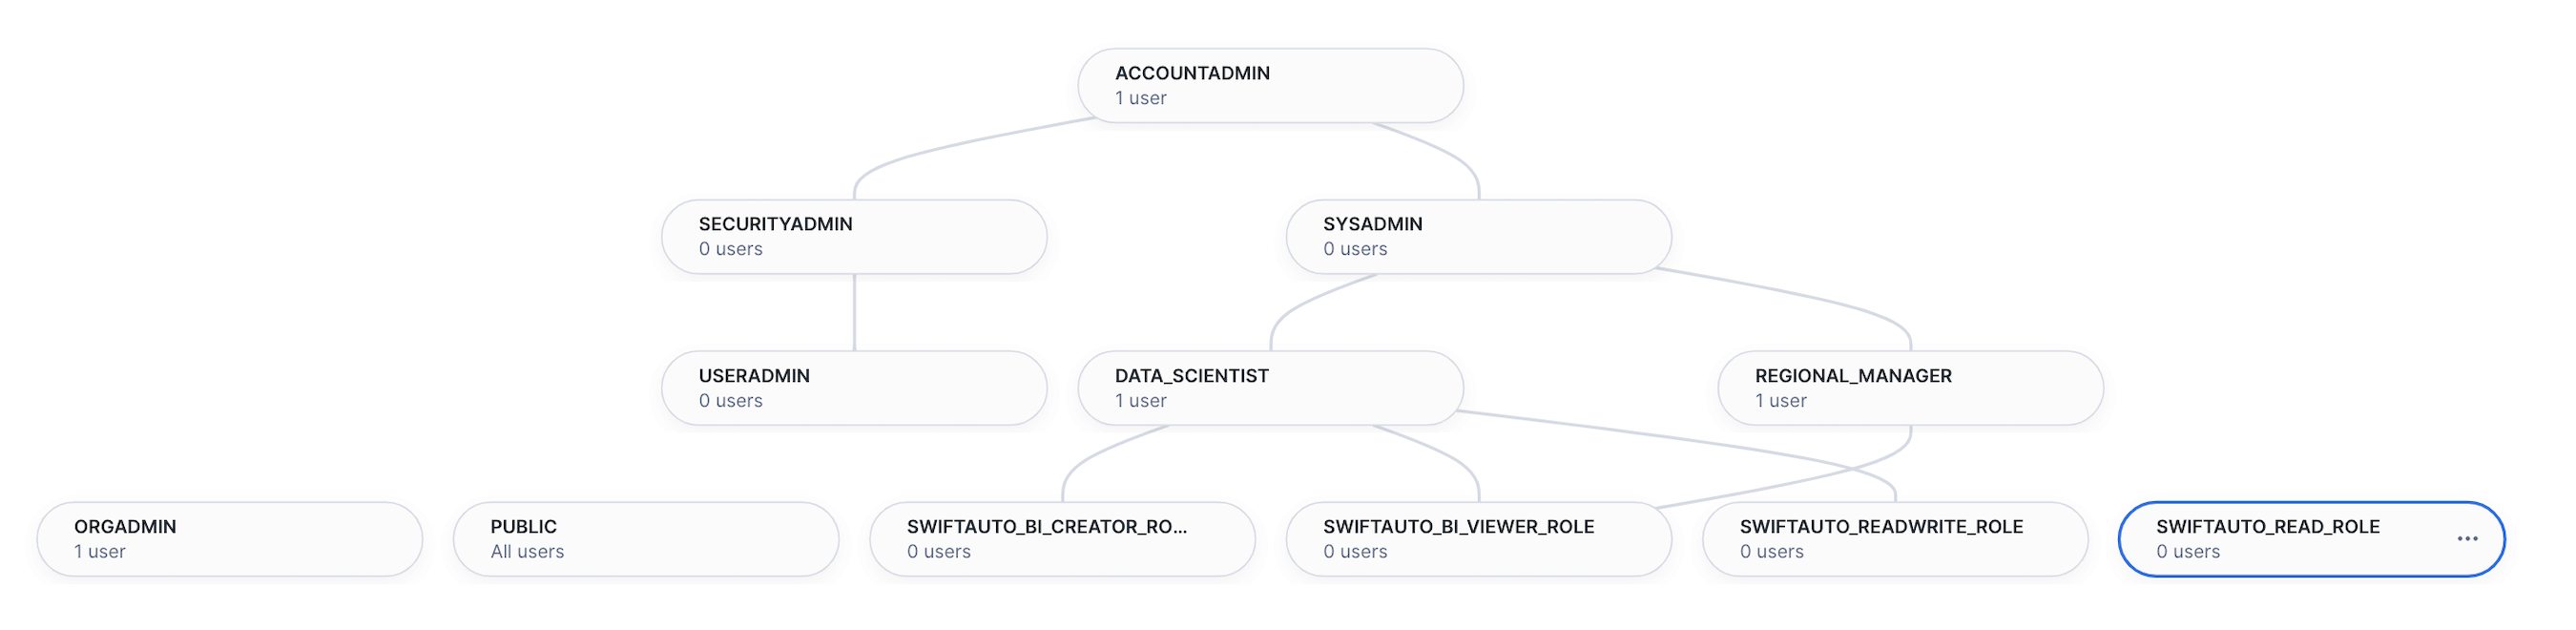 ACCOUNTADMIN
1 user
SECURITYADMIN
0 users
SYSADMIN
0 users
USERADMIN
0 users
DATA_SCIENTIST
1 user
REGIONAL_MANAGER
1 user
ORGADMIN
1 user
PUBLIC
All users
SWIFTAUTO_BI_CREATOR_RO...
0 users
SWIFTAUTO_BI_VIEWER_ROLE
0 users
SWIFTAUTO_READWRITE_ROLE
0 users
SWIFTAUTO_READ_ROLE
0 users